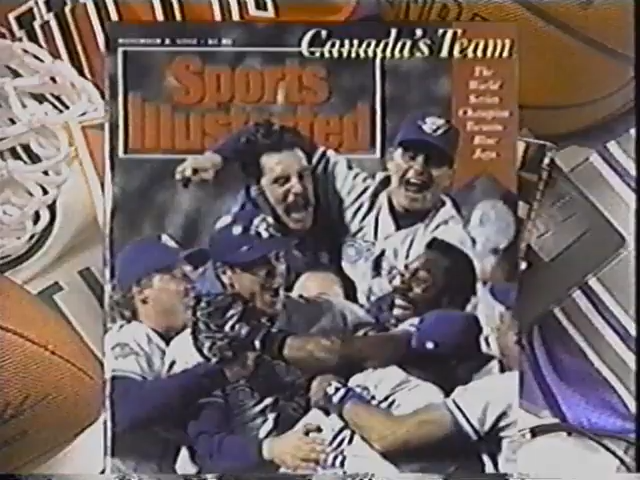 Canada's Team
Sports
Illustrated
The
World
Series
Champion
Toronto
Blue
Jays